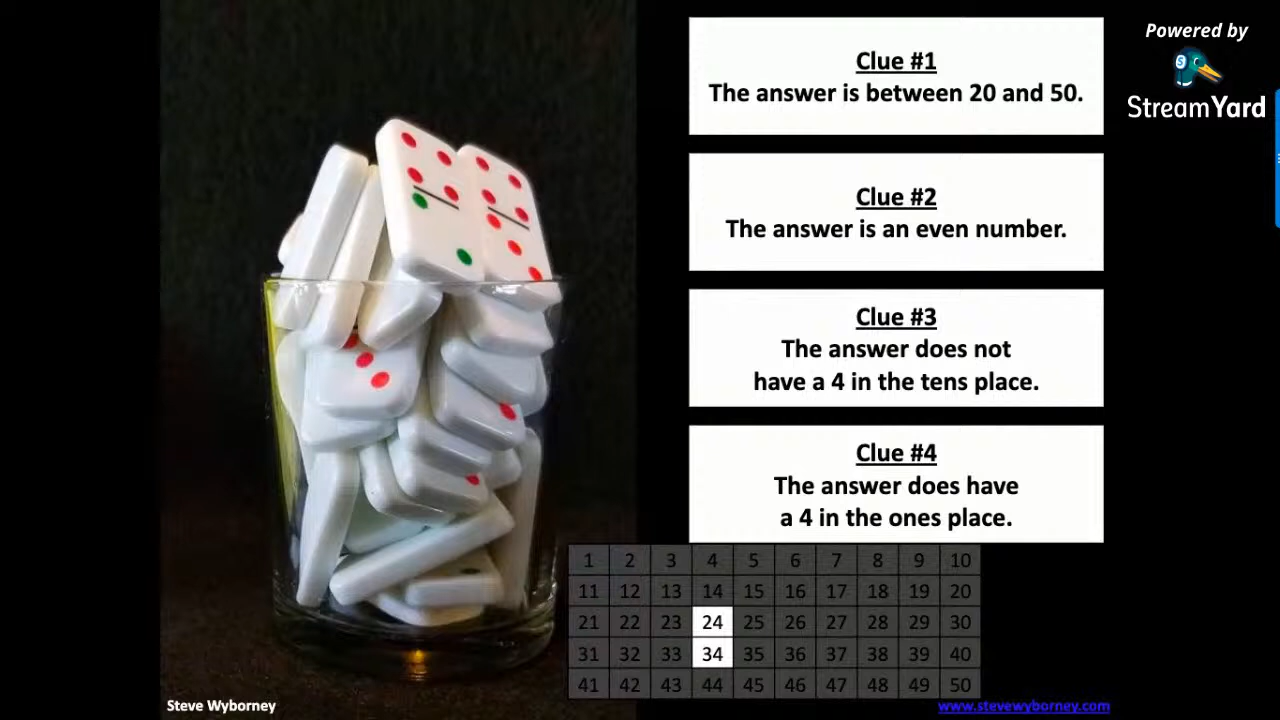 Clue #1
The answer is between 20 and 50.
Powered by
StreamYard
Clue #2
The answer is an even number.
Clue #3
The answer does not
have a 4 in the tens place.
Clue #4
The answer does have
a 4 in the ones place.
1 2 3 4 5 6 7 8 9 10
11 12 13 14 15 16 17 18 19 20
21 22 23 24 25 26 27 28 29 30
31 32 33 34 35 36 37 38 39 40
41 42 43 44 45 46 47 48 49 50
Steve Wyborney
www.stevewyborney.com